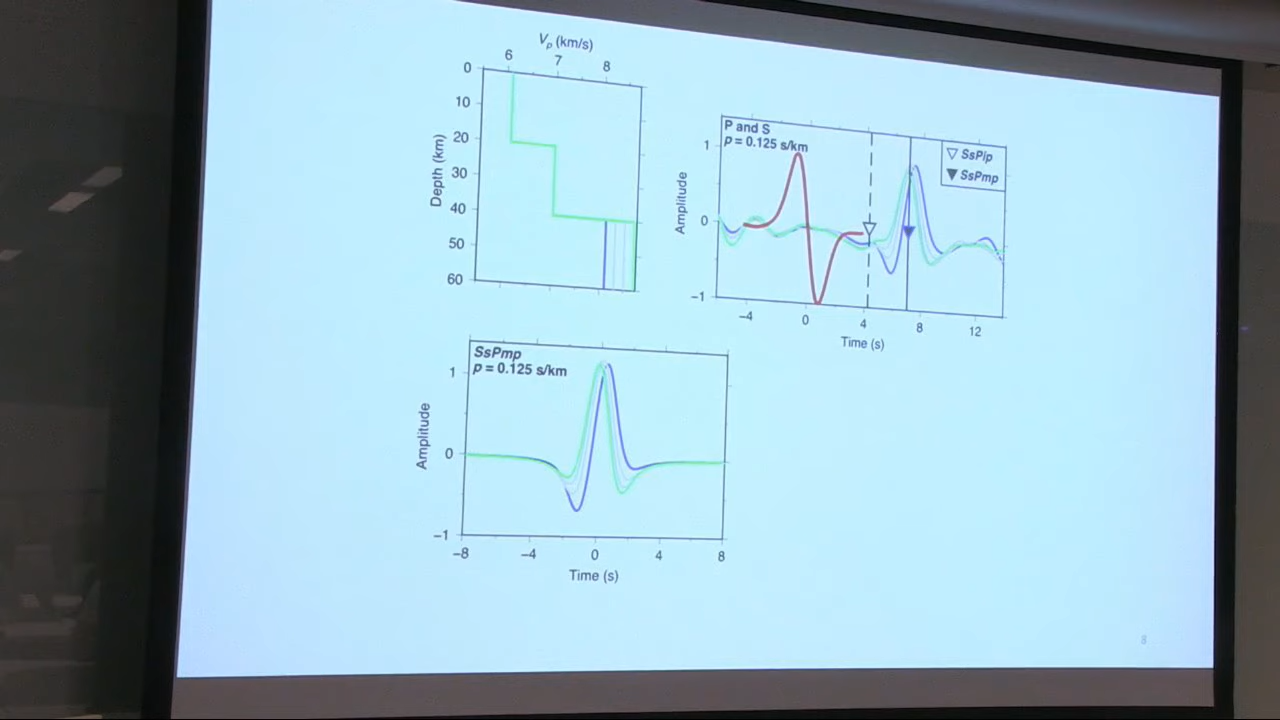 Vp (km/s)
6 7 8
0
10
20
30
40
50
60
Depth (km)
P and S
p = 0.125 s/km
SsPip
SsPmp
1
0
−1
Amplitude
−4 0 4 8 12
Time (s)
SsPmp
p = 0.125 s/km
1
0
−1
Amplitude
−8 −4 0 4 8
Time (s)
8